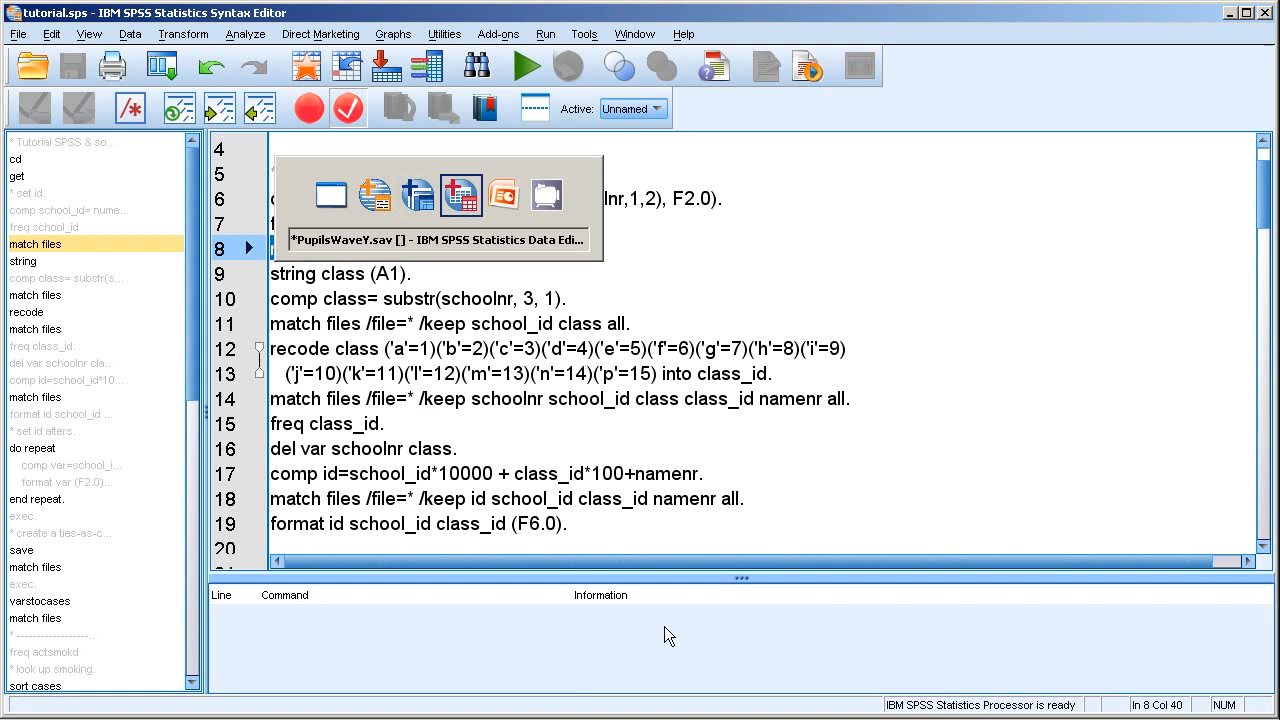 tutorial.sps - IBM SPSS Statistics Syntax Editor
File Edit View Data Transform Analyze Direct Marketing Graphs Utilities Add-ons Run Tools Window Help
Active: Unnamed
* Tutorial SPSS & so...
cd
get
* set id.
comp school_id= nume...
freq school_id
match files
string
comp class= substr(s...
match files
recode
match files
freq class_id.
del var schoolnr cla...
comp id=school_id*10...
match files
format id school_id ...
* set id alters.
do repeat
comp var=school_i...
format var (F2.0)...
end repeat.
exec.
* create a ties-as-c...
save
match files
exec.
varstocases
match files
* -------------------...
freq actsmokd
* look up smoking.
sort cases
4
5
6 lnr,1,2), F2.0).
7
8
*PupilsWaveY.sav [] - IBM SPSS Statistics Data Edi...
9 string class (A1).
10 comp class= substr(schoolnr, 3, 1).
11 match files /file=* /keep school_id class all.
12 recode class ('a'=1)('b'=2)('c'=3)('d'=4)('e'=5)('f'=6)('g'=7)('h'=8)('i'=9)
13 ('j'=10)('k'=11)('l'=12)('m'=13)('n'=14)('p'=15) into class_id.
14 match files /file=* /keep schoolnr school_id class class_id namenr all.
15 freq class_id.
16 del var schoolnr class.
17 comp id=school_id*10000 + class_id*100+namenr.
18 match files /file=* /keep id school_id class_id namenr all.
19 format id school_id class_id (F6.0).
20
Line Command Information
IBM SPSS Statistics Processor is ready In 8 Col 40 NUM